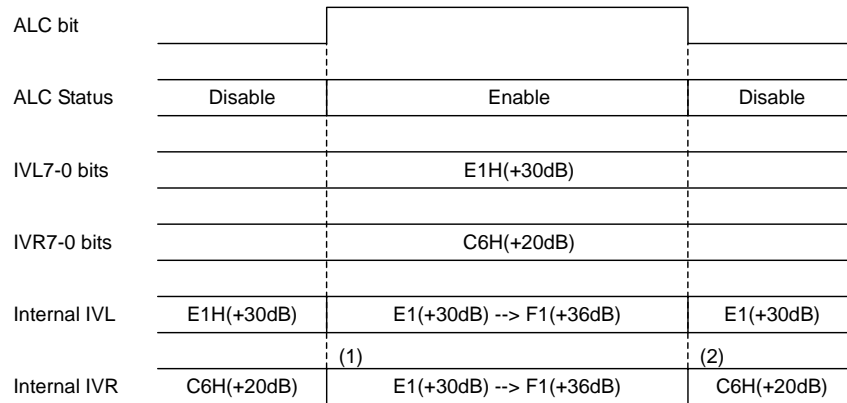 ALC bit
ALC Status Disable Enable Disable
IVL7-0 bits E1H(+30dB)
IVR7-0 bits C6H(+20dB)
Internal IVL E1H(+30dB) E1(+30dB) --> F1(+36dB) E1(+30dB)
(1) (2)
Internal IVR C6H(+20dB) E1(+30dB) --> F1(+36dB) C6H(+20dB)